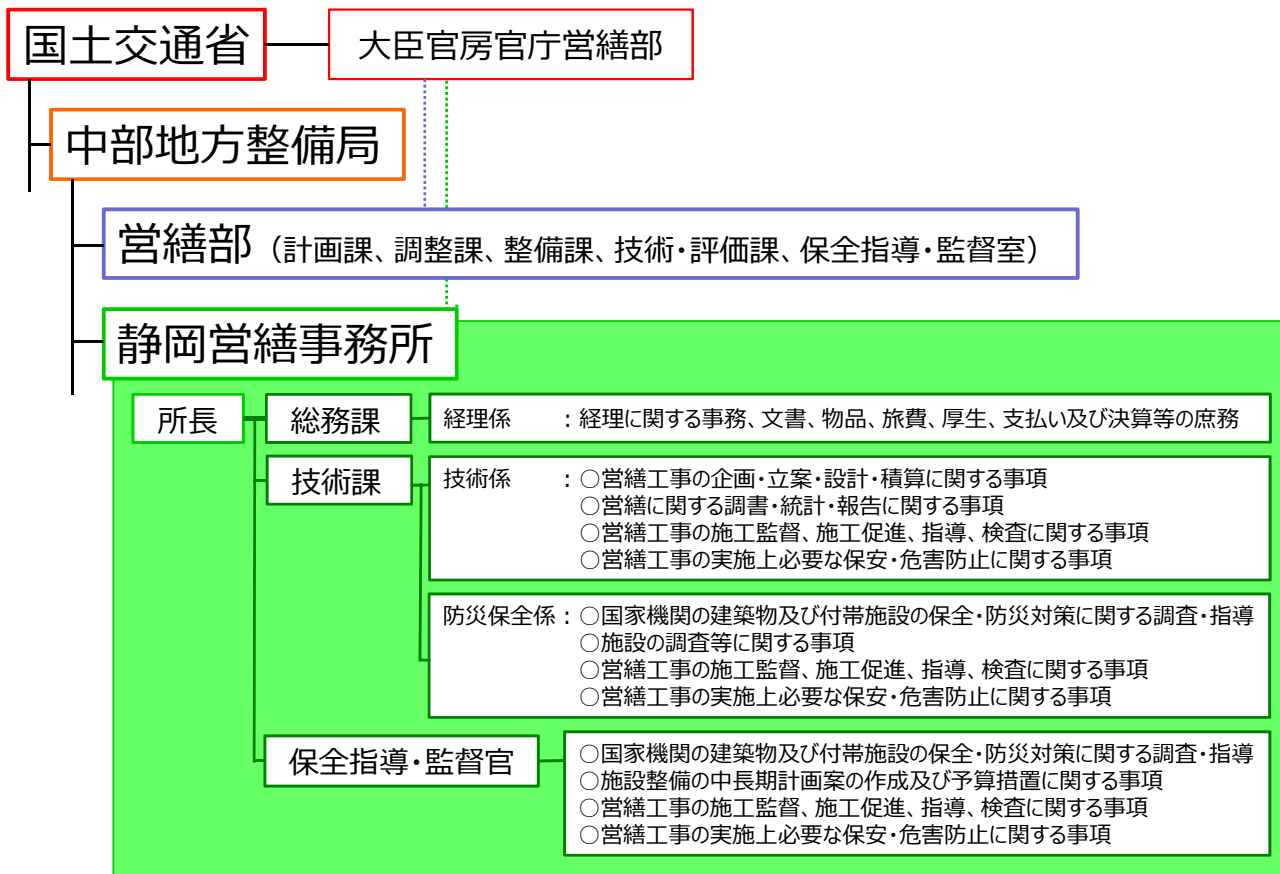 国土交通省
大臣官房官庁営繕部
中部地方整備局
営繕部（計画課、調整課、整備課、技術・評価課、保全指導・監督室）
静岡営繕事務所
所長
総務課
経理係　：経理に関する事務、文書、物品、旅費、厚生、支払い及び決算等の庶務
技術課
技術係　：○営繕工事の企画・立案・設計・積算に関する事項
○営繕に関する調書・統計・報告に関する事項
○営繕工事の施工監督、施工促進、指導、検査に関する事項
○営繕工事の実施上必要な保安・危害防止に関する事項
防災保全係：○国家機関の建築物及び付帯施設の保全・防災対策に関する調査・指導
○施設の調査等に関する事項
○営繕工事の施工監督、施工促進、指導、検査に関する事項
○営繕工事の実施上必要な保安・危害防止に関する事項
保全指導・監督官
○国家機関の建築物及び付帯施設の保全・防災対策に関する調査・指導
○施設整備の中長期計画案の作成及び予算措置に関する事項
○営繕工事の施工監督、施工促進、指導、検査に関する事項
○営繕工事の実施上必要な保安・危害防止に関する事項